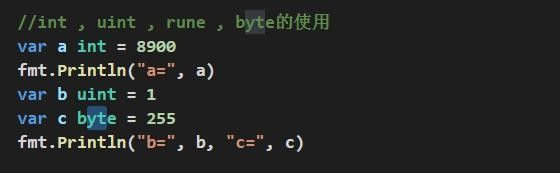 //int , uint , rune , byte的使用
var a int = 8900
fmt.Println("a=", a)
var b uint = 1
var c byte = 255
fmt.Println("b=", b, "c=", c)